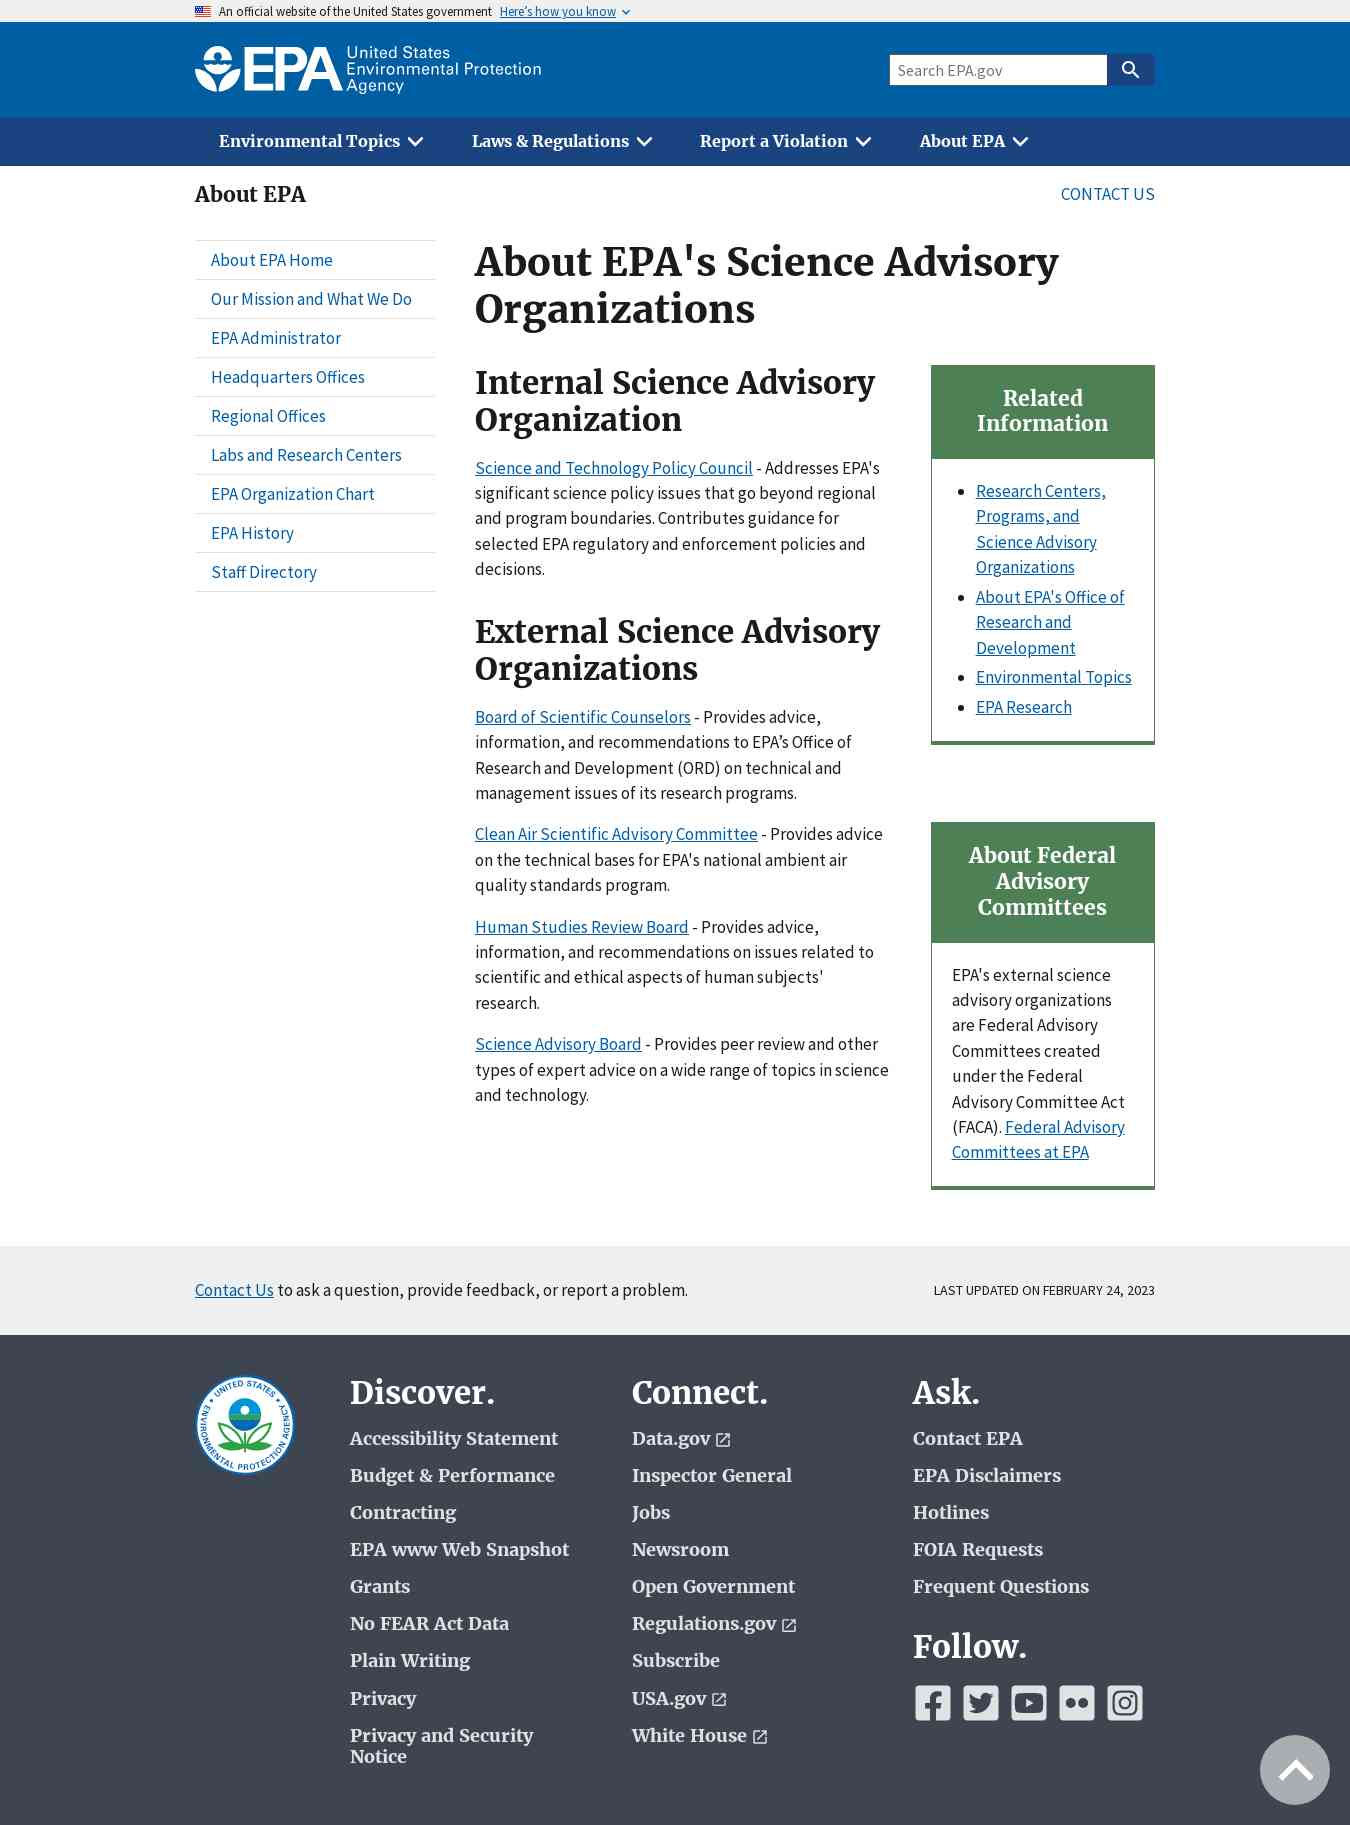 An official website of the United States government Here’s how you know
EPA United States
Environmental Protection
Agency
Search EPA.gov
Environmental Topics Laws & Regulations Report a Violation About EPA
About EPA
CONTACT US
About EPA Home
Our Mission and What We Do
EPA Administrator
Headquarters Offices
Regional Offices
Labs and Research Centers
EPA Organization Chart
EPA History
Staff Directory
About EPA's Science Advisory
Organizations
Internal Science Advisory
Organization
Science and Technology Policy Council - Addresses EPA's
significant science policy issues that go beyond regional
and program boundaries. Contributes guidance for
selected EPA regulatory and enforcement policies and
decisions.
External Science Advisory
Organizations
Board of Scientific Counselors - Provides advice,
information, and recommendations to EPA’s Office of
Research and Development (ORD) on technical and
management issues of its research programs.
Clean Air Scientific Advisory Committee - Provides advice
on the technical bases for EPA's national ambient air
quality standards program.
Human Studies Review Board - Provides advice,
information, and recommendations on issues related to
scientific and ethical aspects of human subjects'
research.
Science Advisory Board - Provides peer review and other
types of expert advice on a wide range of topics in science
and technology.
Related
Information
Research Centers,
Programs, and
Science Advisory
Organizations
About EPA's Office of
Research and
Development
Environmental Topics
EPA Research
About Federal
Advisory
Committees
EPA's external science
advisory organizations
are Federal Advisory
Committees created
under the Federal
Advisory Committee Act
(FACA). Federal Advisory
Committees at EPA
Contact Us to ask a question, provide feedback, or report a problem.
LAST UPDATED ON FEBRUARY 24, 2023
UNITED STATES
ENVIRONMENTAL PROTECTION AGENCY
Discover.
Accessibility Statement
Budget & Performance
Contracting
EPA www Web Snapshot
Grants
No FEAR Act Data
Plain Writing
Privacy
Privacy and Security
Notice
Connect.
Data.gov
Inspector General
Jobs
Newsroom
Open Government
Regulations.gov
Subscribe
USA.gov
White House
Ask.
Contact EPA
EPA Disclaimers
Hotlines
FOIA Requests
Frequent Questions
Follow.